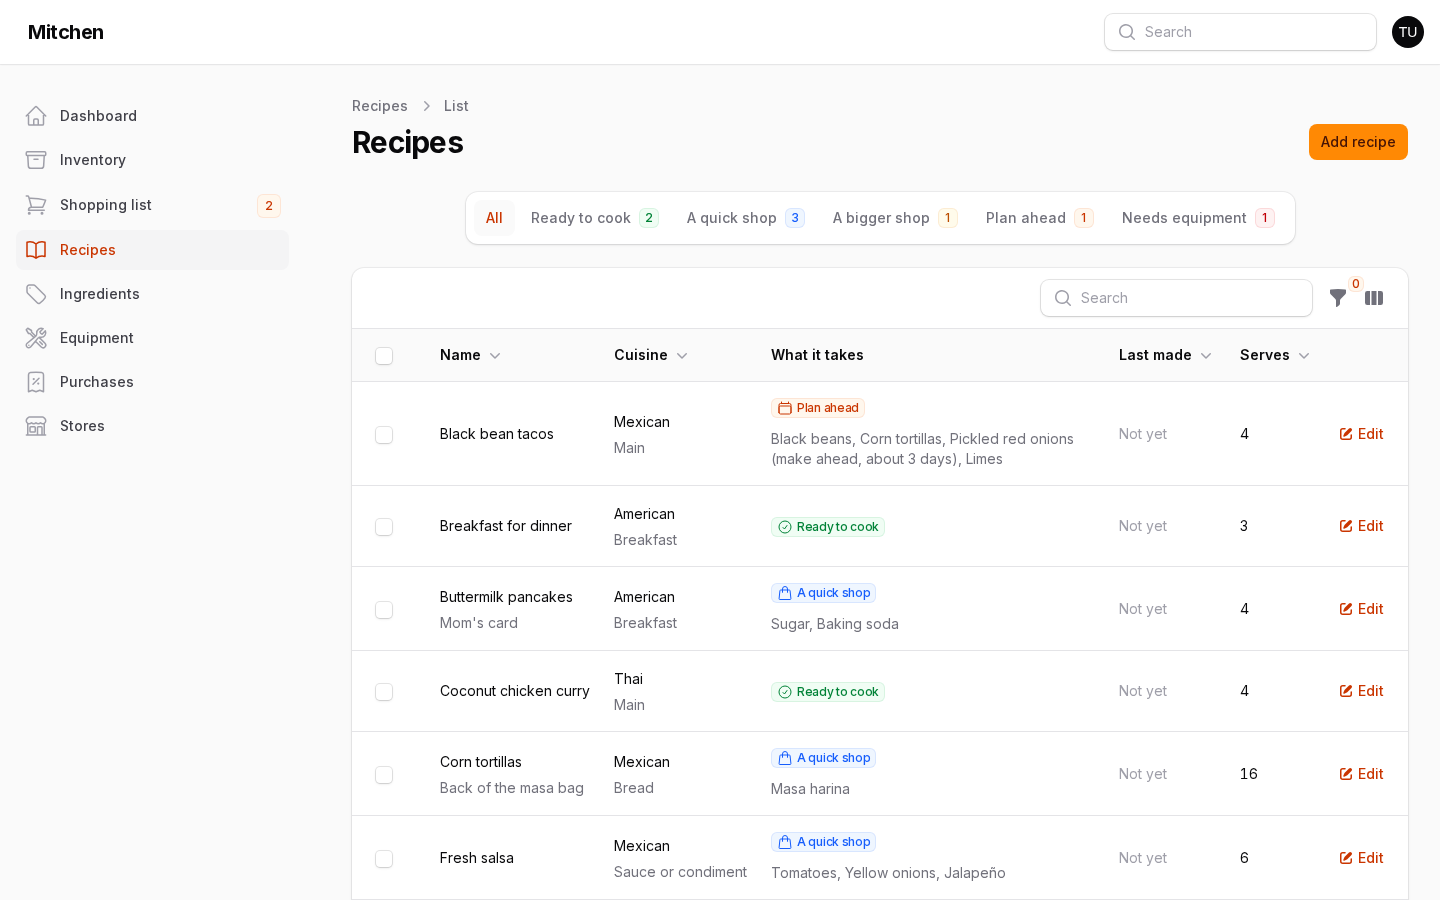 Mitchen
Search
TU
Dashboard
Inventory
Shopping list 2
Recipes
Ingredients
Equipment
Purchases
Stores
Recipes List
Recipes
Add recipe
All Ready to cook 2 A quick shop 3 A bigger shop 1 Plan ahead 1 Needs equipment 1
Search 0
Name Cuisine What it takes Last made Serves
Plan ahead
Black bean tacos Mexican Not yet 4 Edit
Main
Black beans, Corn tortillas, Pickled red onions
(make ahead, about 3 days), Limes
American
Breakfast for dinner Ready to cook Not yet 3 Edit
Breakfast
A quick shop
Buttermilk pancakes American Not yet 4 Edit
Mom's card Breakfast Sugar, Baking soda
Thai
Coconut chicken curry Ready to cook Not yet 4 Edit
Main
A quick shop
Corn tortillas Mexican Not yet 16 Edit
Back of the masa bag Bread Masa harina
A quick shop
Mexican
Fresh salsa Not yet 6 Edit
Sauce or condiment Tomatoes, Yellow onions, Jalapeño